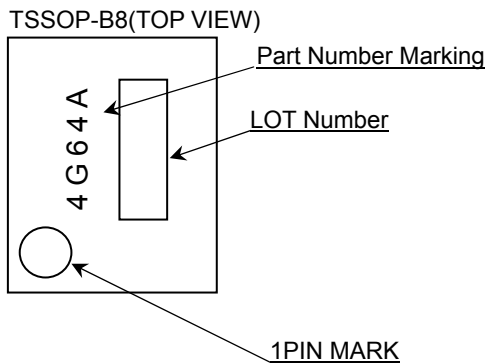 TSSOP-B8(TOP VIEW)
Part Number Marking
4G64A
LOT Number
1PIN MARK